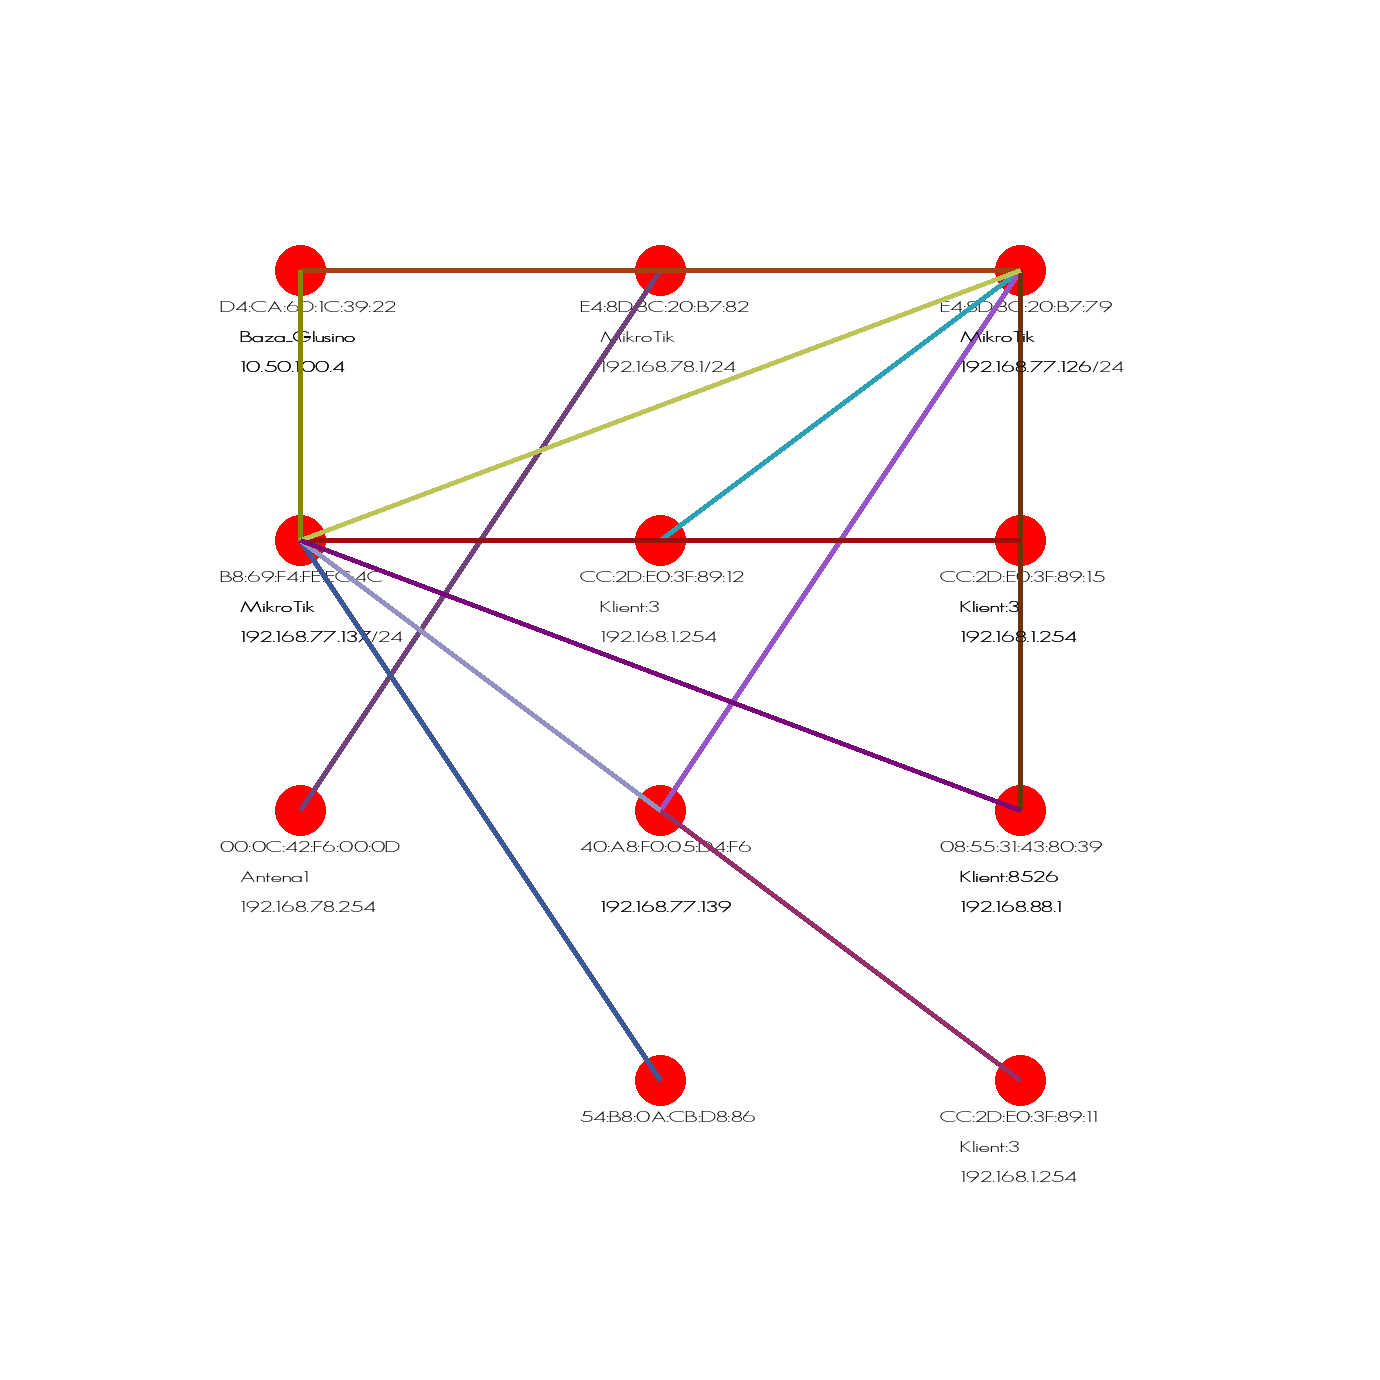 D4:CA:6D:1C:39:22
Baza_Glusino
10.50.100.4
E4:8D:8C:20:B7:82
MikroTik
192.168.78.1/24
E4:8D:8C:20:B7:79
MikroTik
192.168.77.126/24
B8:69:F4:FE:EC:4C
MikroTik
192.168.77.137/24
CC:2D:E0:3F:89:12
Klient:3
192.168.1.254
CC:2D:E0:3F:89:15
Klient:3
192.168.1.254
00:0C:42:F6:00:0D
Antena1
192.168.78.254
40:A8:F0:05:D4:F6
192.168.77.139
08:55:31:43:80:39
Klient:8526
192.168.88.1
54:B8:0A:CB:D8:86
CC:2D:E0:3F:89:11
Klient:3
192.168.1.254